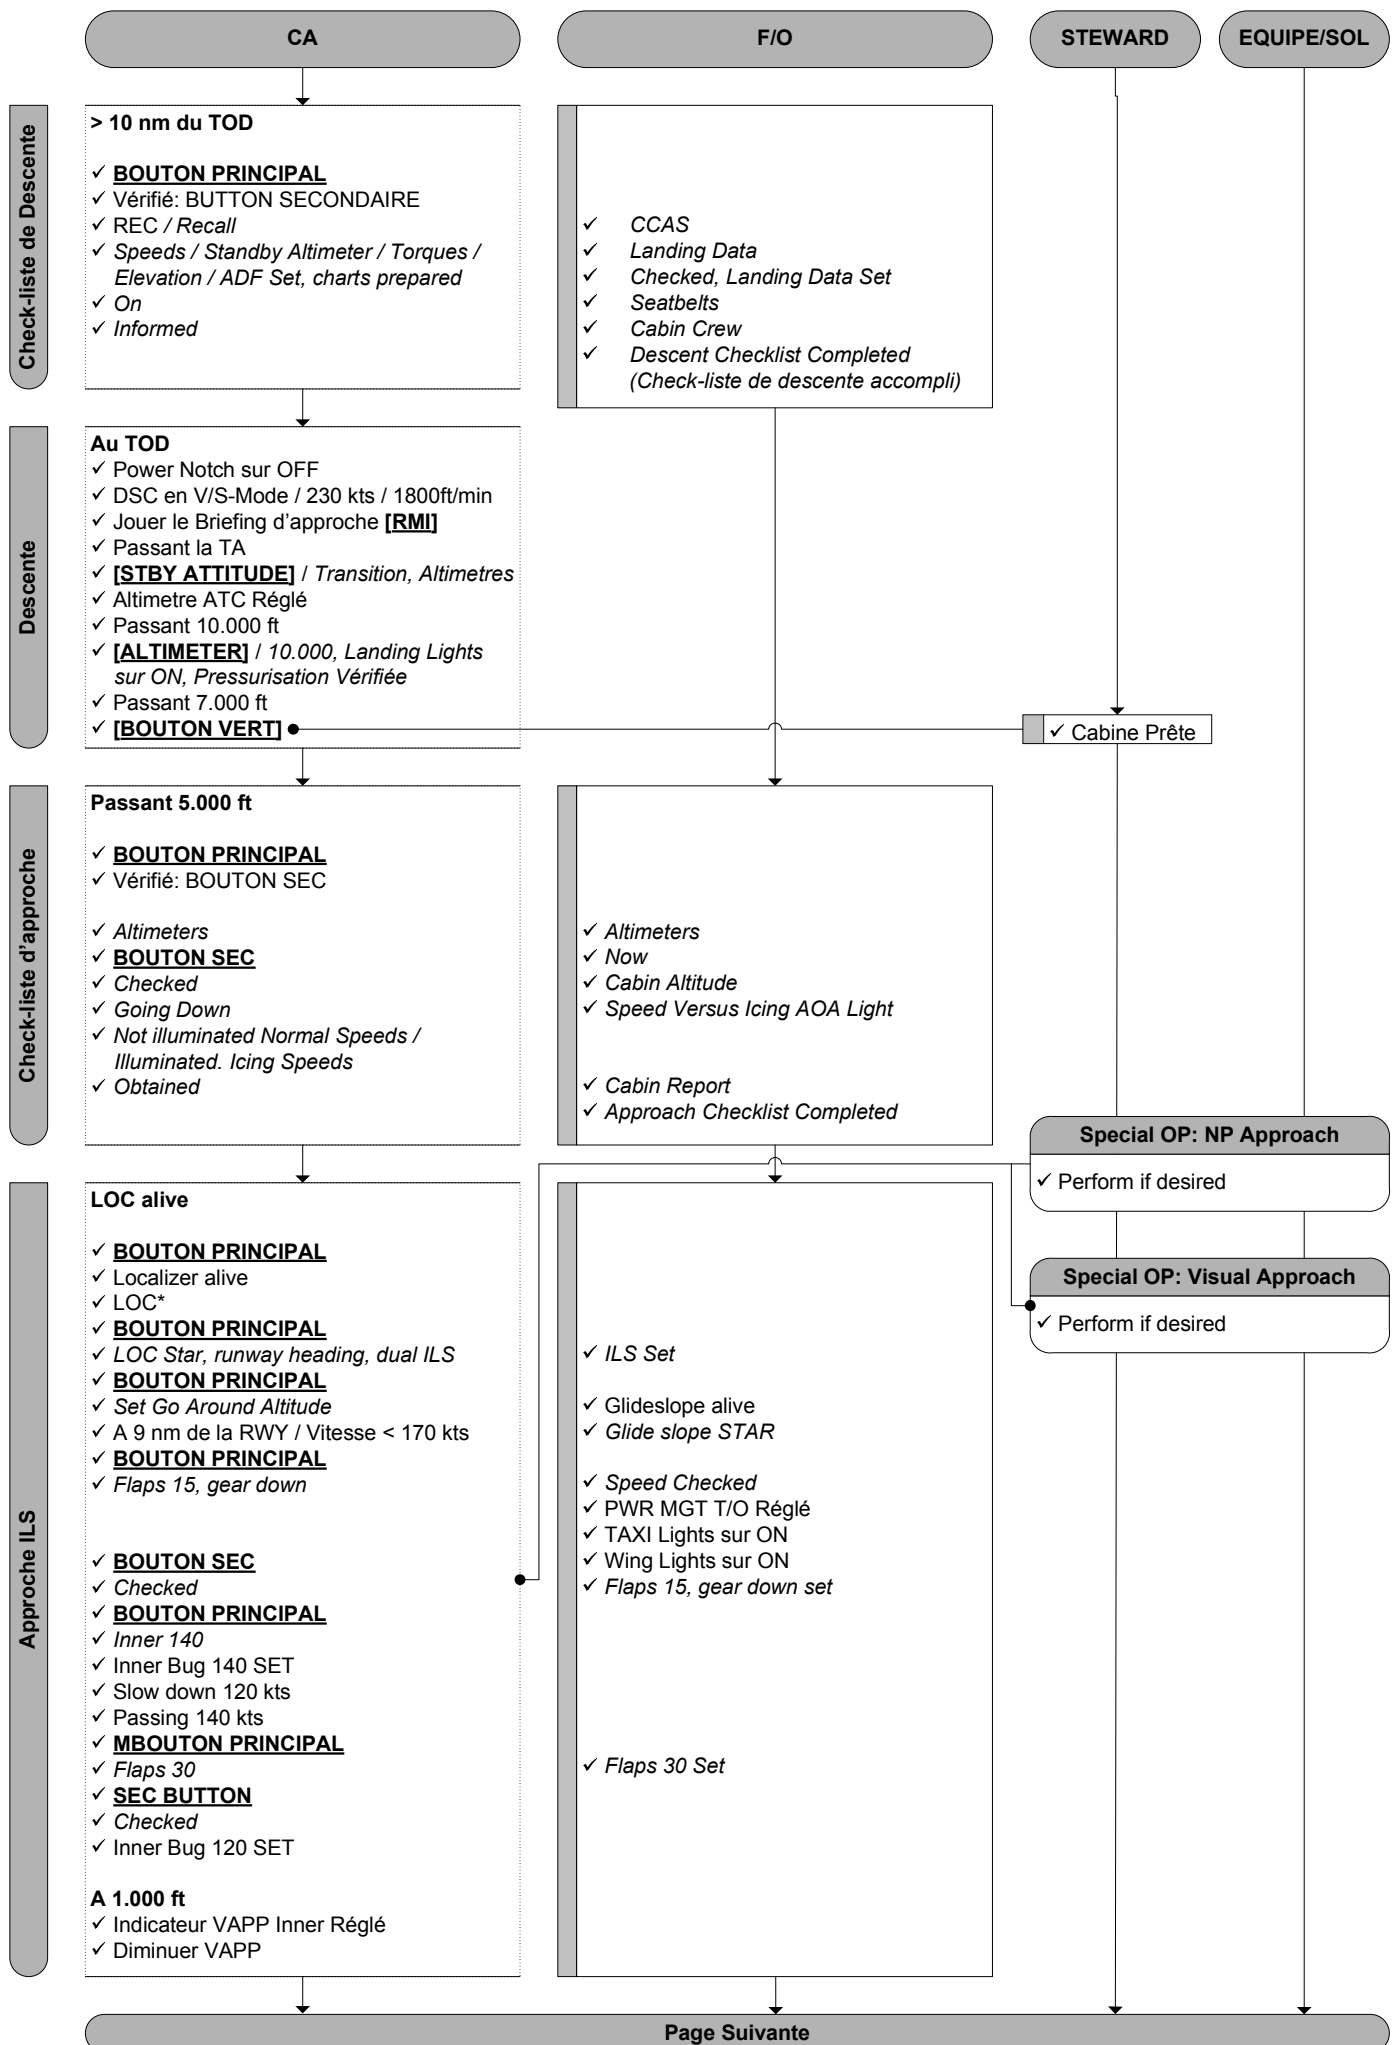 CA
F/O
STEWARD
EQUIPE/SOL
Check-liste de Descente
> 10 nm du TOD
✓ BOUTON PRINCIPAL
✓ Vérifié: BUTTON SECONDAIRE
✓ REC / Recall
✓ Speeds / Standby Altimeter / Torques /
Elevation / ADF Set, charts prepared
✓ On
✓ Informed
✓ CCAS
✓ Landing Data
✓ Checked, Landing Data Set
✓ Seatbelts
✓ Cabin Crew
✓ Descent Checklist Completed
(Check-liste de descente accompli)
Descente
Au TOD
✓ Power Notch sur OFF
✓ DSC en V/S-Mode / 230 kts / 1800ft/min
✓ Jouer le Briefing d'approche [RMI]
✓ Passant la TA
✓ [STBY ATTITUDE] / Transition, Altimetres
✓ Altimetre ATC Réglé
✓ Passant 10.000 ft
✓ [ALTIMETER] / 10.000, Landing Lights
sur ON, Pressurisation Vérifiée
✓ Passant 7.000 ft
✓ [BOUTON VERT]
✓ Cabine Prête
Check-liste d'approche
Passant 5.000 ft
✓ BOUTON PRINCIPAL
✓ Vérifié: BOUTON SEC
✓ Altimeters
✓ BOUTON SEC
✓ Checked
✓ Going Down
✓ Not illuminated Normal Speeds /
Illuminated. Icing Speeds
✓ Obtained
✓ Altimeters
✓ Now
✓ Cabin Altitude
✓ Speed Versus Icing AOA Light
✓ Cabin Report
✓ Approach Checklist Completed
Special OP: NP Approach
✓ Perform if desired
Special OP: Visual Approach
✓ Perform if desired
Approche ILS
LOC alive
✓ BOUTON PRINCIPAL
✓ Localizer alive
✓ LOC*
✓ BOUTON PRINCIPAL
✓ LOC Star, runway heading, dual ILS
✓ BOUTON PRINCIPAL
✓ Set Go Around Altitude
✓ A 9 nm de la RWY / Vitesse < 170 kts
✓ BOUTON PRINCIPAL
✓ Flaps 15, gear down
✓ BOUTON SEC
✓ Checked
✓ BOUTON PRINCIPAL
✓ Inner 140
✓ Inner Bug 140 SET
✓ Slow down 120 kts
✓ Passing 140 kts
✓ MBOUTON PRINCIPAL
✓ Flaps 30
✓ SEC BUTTON
✓ Checked
✓ Inner Bug 120 SET
A 1.000 ft
✓ Indicateur VAPP Inner Réglé
✓ Diminuer VAPP
✓ ILS Set
✓ Glideslope alive
✓ Glide slope STAR
✓ Speed Checked
✓ PWR MGT T/O Réglé
✓ TAXI Lights sur ON
✓ Wing Lights sur ON
✓ Flaps 15, gear down set
✓ Flaps 30 Set
Page Suivante